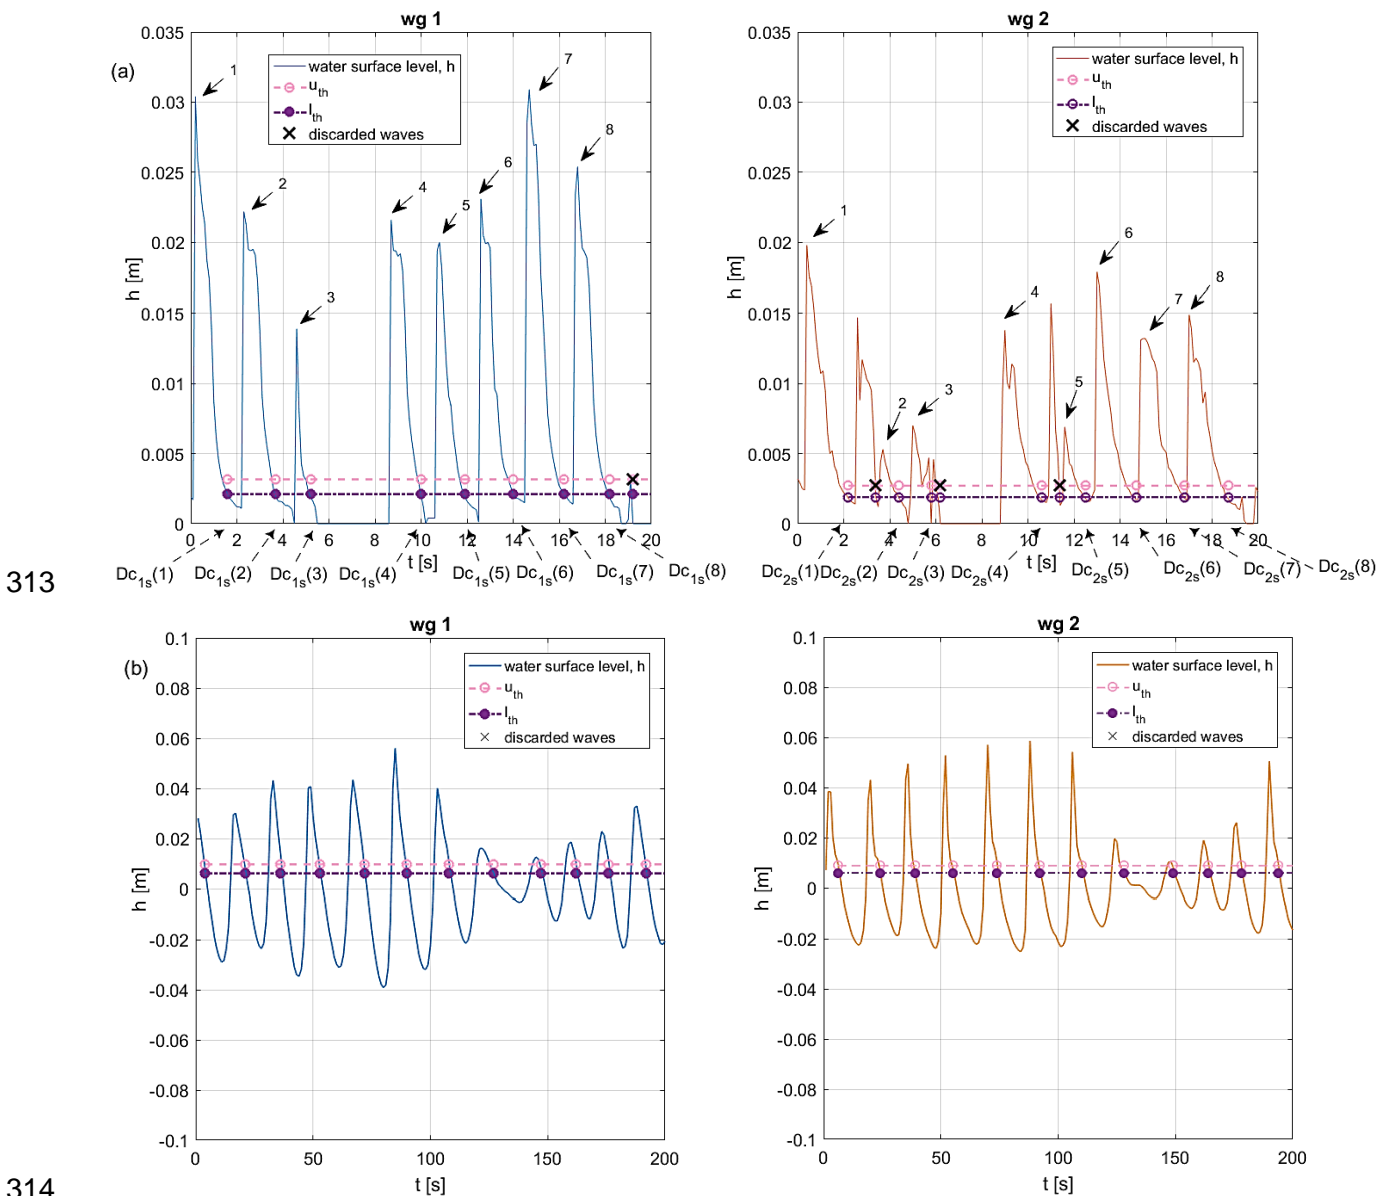 wg 1
(a)
0.035
0.03
0.025
0.02
0.015
0.01
0.005
0
h [m]
water surface level, h
u_th
l_th
discarded waves
1
2
3
4
5
6
7
8
0 2 4 6 8 10 12 14 16 18 20
t [s]
Dc_1s(1) Dc_1s(2) Dc_1s(3) Dc_1s(4) Dc_1s(5) Dc_1s(6) Dc_1s(7) Dc_1s(8)
wg 2
0.035
0.03
0.025
0.02
0.015
0.01
0.005
0
h [m]
water surface level, h
u_th
l_th
discarded waves
1
2
3
4
5
6
7
8
0 2 4 6 8 10 12 14 16 18 20
t [s]
Dc_2s(1) Dc_2s(2) Dc_2s(3) Dc_2s(4) Dc_2s(5) Dc_2s(6) Dc_2s(7) Dc_2s(8)
313
wg 1
(b)
0.1
0.08
0.06
0.04
0.02
0
-0.02
-0.04
-0.06
-0.08
-0.1
h [m]
water surface level, h
u_th
l_th
discarded waves
0 50 100 150 200
t [s]
wg 2
0.1
0.08
0.06
0.04
0.02
0
-0.02
-0.04
-0.06
-0.08
-0.1
h [m]
water surface level, h
u_th
l_th
discarded waves
0 50 100 150 200
t [s]
314